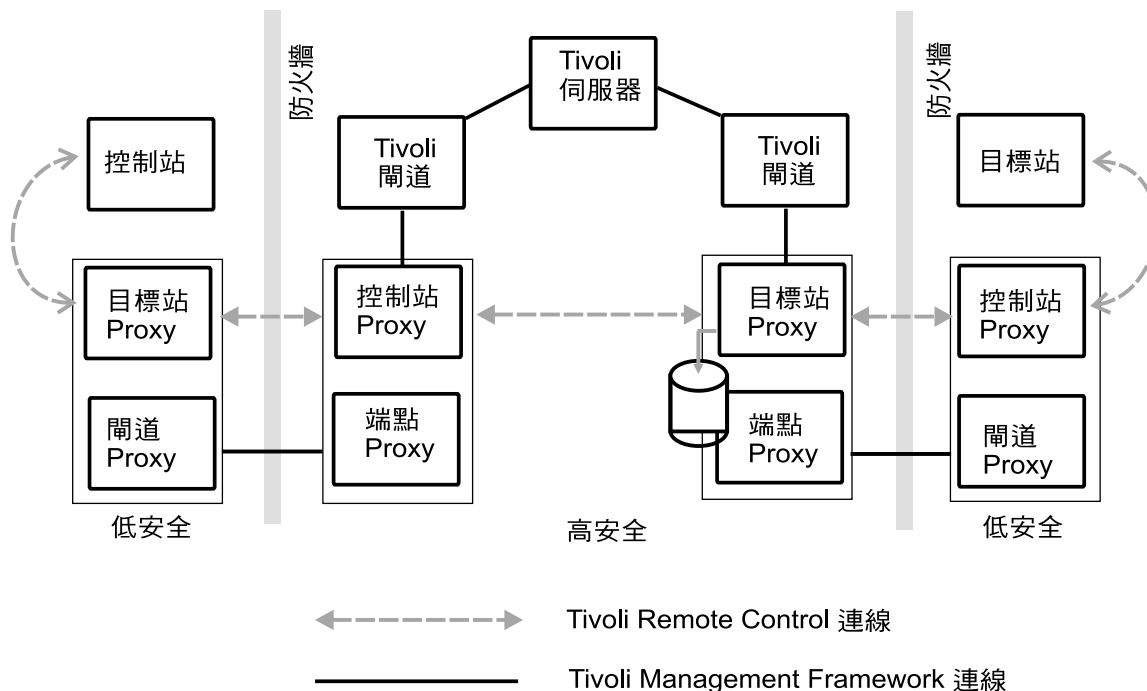 防火牆
防火牆
Tivoli
伺服器
控制站
Tivoli
閘道
Tivoli
閘道
目標站
目標站
Proxy
控制站
Proxy
目標站
Proxy
控制站
Proxy
閘道
Proxy
端點
Proxy
端點
Proxy
閘道
Proxy
低安全
高安全
低安全
Tivoli Remote Control 連線
Tivoli Management Framework 連線